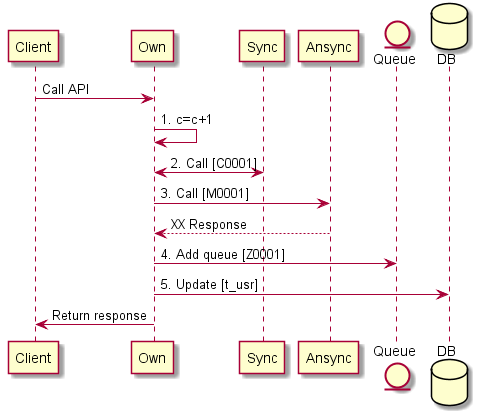 Client
Own
Sync
Ansync
Queue
DB
Call API
1. c=c+1
2. Call [C0001]
3. Call [M0001]
XX Response
4. Add queue [Z0001]
5. Update [t_usr]
Return response
Client
Own
Sync
Ansync
Queue
DB